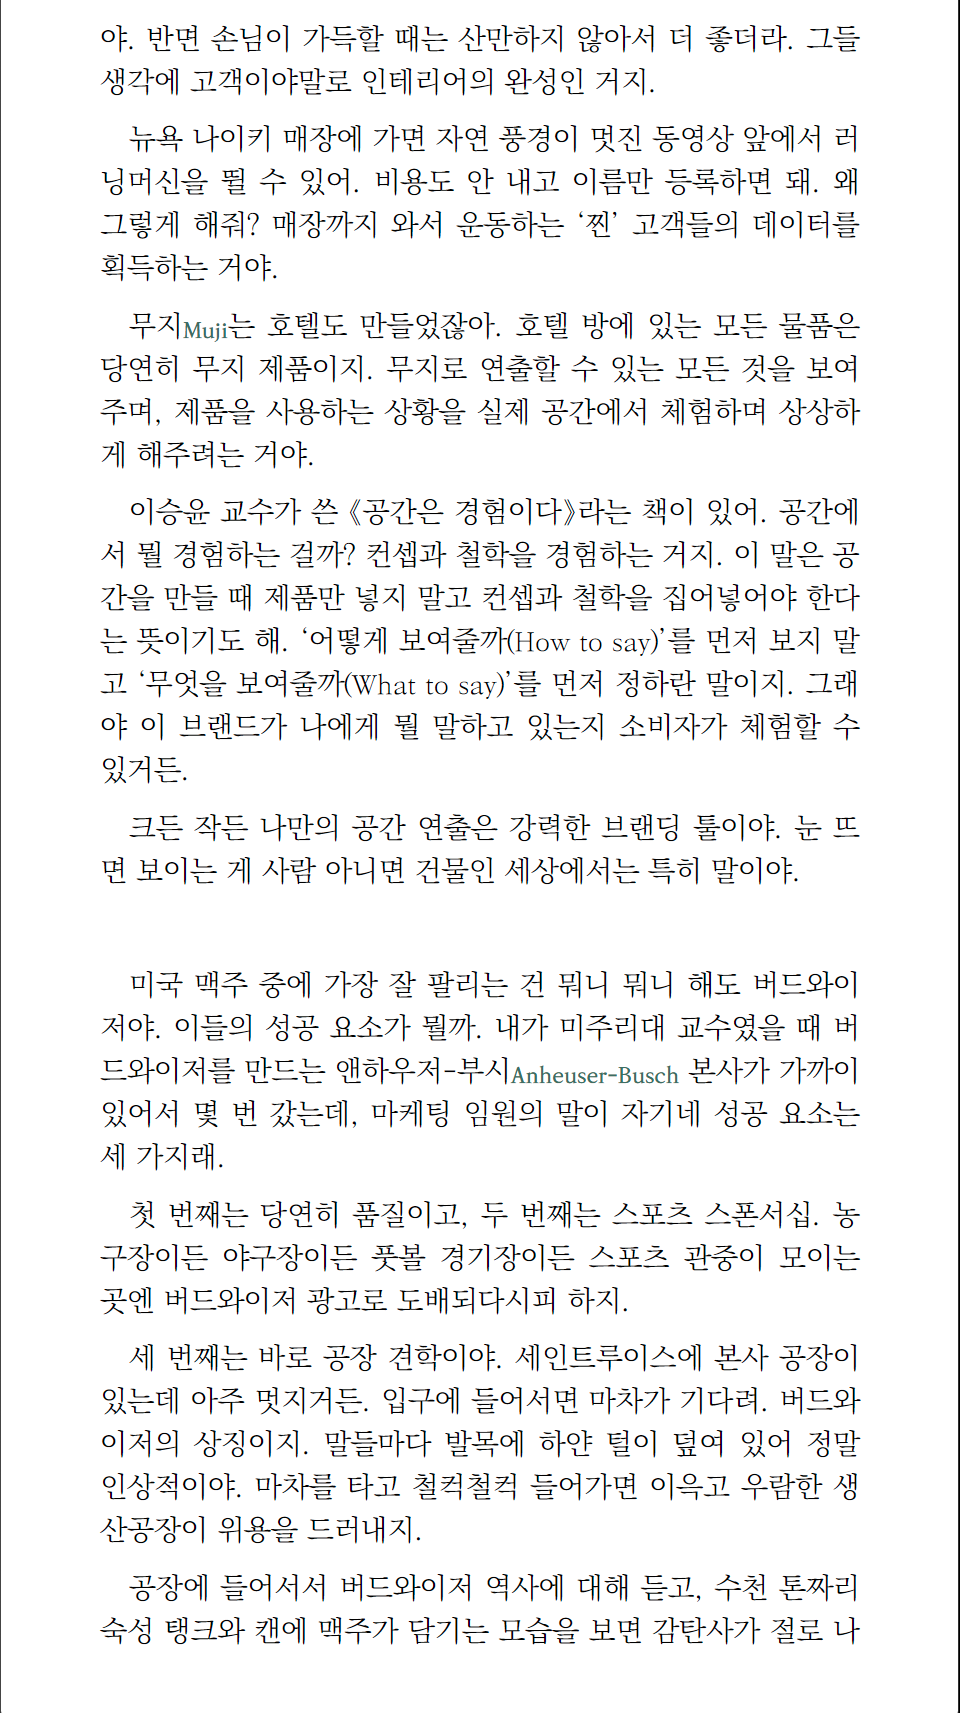 야. 반면 손님이 가득할 때는 산만하지 않아서 더 좋더라. 그들
생각에 고객이야말로 인테리어의 완성인 거지.
뉴욕 나이키 매장에 가면 자연 풍경이 멋진 동영상 앞에서 러
닝머신을 뛸 수 있어. 비용도 안 내고 이름만 등록하면 돼. 왜
그렇게 해줘? 매장까지 와서 운동하는 ‘찐’ 고객들의 데이터를
획득하는 거야.
무지Muji는 호텔도 만들었잖아. 호텔 방에 있는 모든 물품은
당연히 무지 제품이지. 무지로 연출할 수 있는 모든 것을 보여
주며, 제품을 사용하는 상황을 실제 공간에서 체험하며 상상하
게 해주려는 거야.
이승윤 교수가 쓴 《공간은 경험이다》라는 책이 있어. 공간에
서 뭘 경험하는 걸까? 컨셉과 철학을 경험하는 거지. 이 말은 공
간을 만들 때 제품만 넣지 말고 컨셉과 철학을 집어넣어야 한다
는 뜻이기도 해. ‘어떻게 보여줄까(How to say)’를 먼저 보지 말
고 ‘무엇을 보여줄까(What to say)’를 먼저 정하란 말이지. 그래
야 이 브랜드가 나에게 뭘 말하고 있는지 소비자가 체험할 수
있거든.
크든 작든 나만의 공간 연출은 강력한 브랜딩 툴이야. 눈 뜨
면 보이는 게 사람 아니면 건물인 세상에서는 특히 말이야.
미국 맥주 중에 가장 잘 팔리는 건 뭐니 뭐니 해도 버드와이
저야. 이들의 성공 요소가 뭘까. 내가 미주리대 교수였을 때 버
드와이저를 만드는 앤하우저-부시Anheuser-Busch 본사가 가까이
있어서 몇 번 갔는데, 마케팅 임원의 말이 자기네 성공 요소는
세 가지래.
첫 번째는 당연히 품질이고, 두 번째는 스포츠 스폰서십. 농
구장이든 야구장이든 풋볼 경기장이든 스포츠 관중이 모이는
곳엔 버드와이저 광고로 도배되다시피 하지.
세 번째는 바로 공장 견학이야. 세인트루이스에 본사 공장이
있는데 아주 멋지거든. 입구에 들어서면 마차가 기다려. 버드와
이저의 상징이지. 말들마다 발목에 하얀 털이 덮여 있어 정말
인상적이야. 마차를 타고 철컥철컥 들어가면 이윽고 우람한 생
산공장이 위용을 드러내지.
공장에 들어서서 버드와이저 역사에 대해 듣고, 수천 톤짜리
숙성 탱크와 캔에 맥주가 담기는 모습을 보면 감탄사가 절로 나